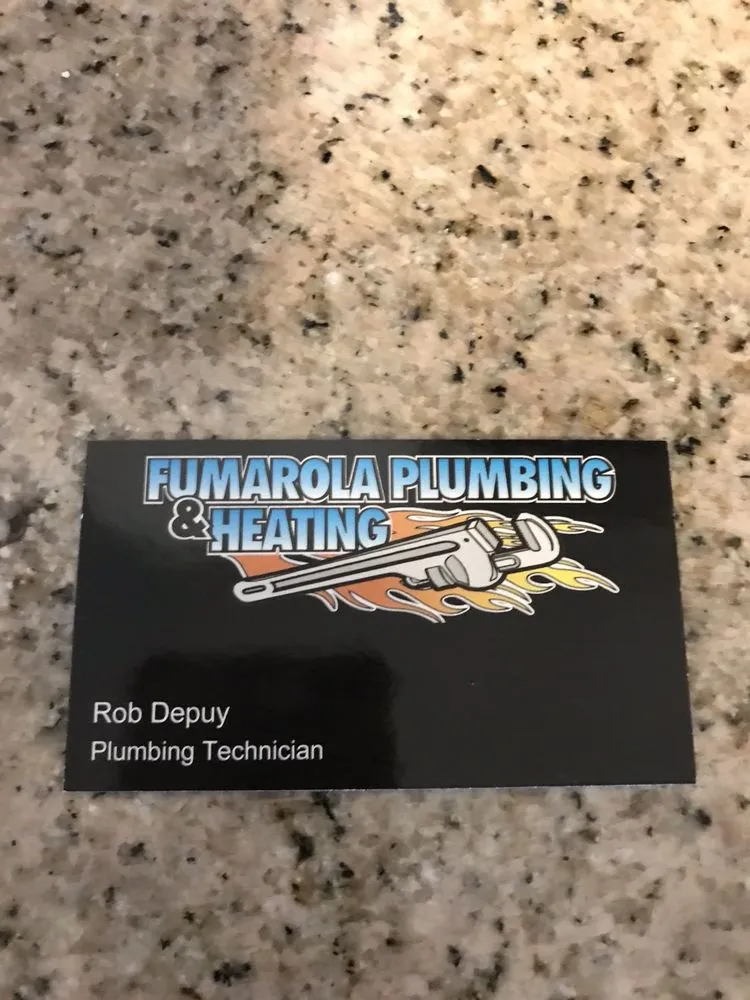 FUMAROLA PLUMBING
& HEATING
Rob Depuy
Plumbing Technician